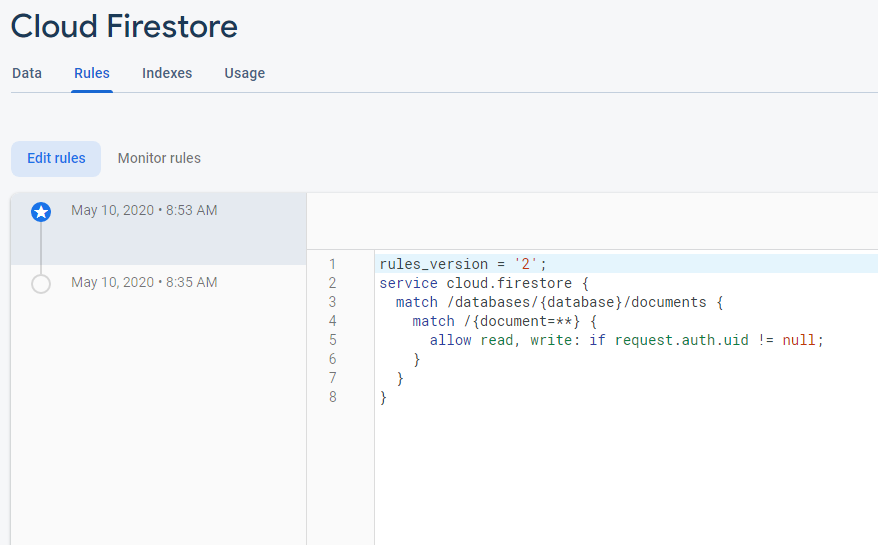 Cloud Firestore
Data Rules Indexes Usage
Edit rules Monitor rules
May 10, 2020 • 8:53 AM
May 10, 2020 • 8:35 AM
1 rules_version = '2';
2 service cloud.firestore {
3 match /databases/{database}/documents {
4 match /{document=**} {
5 allow read, write: if request.auth.uid != null;
6 }
7 }
8 }